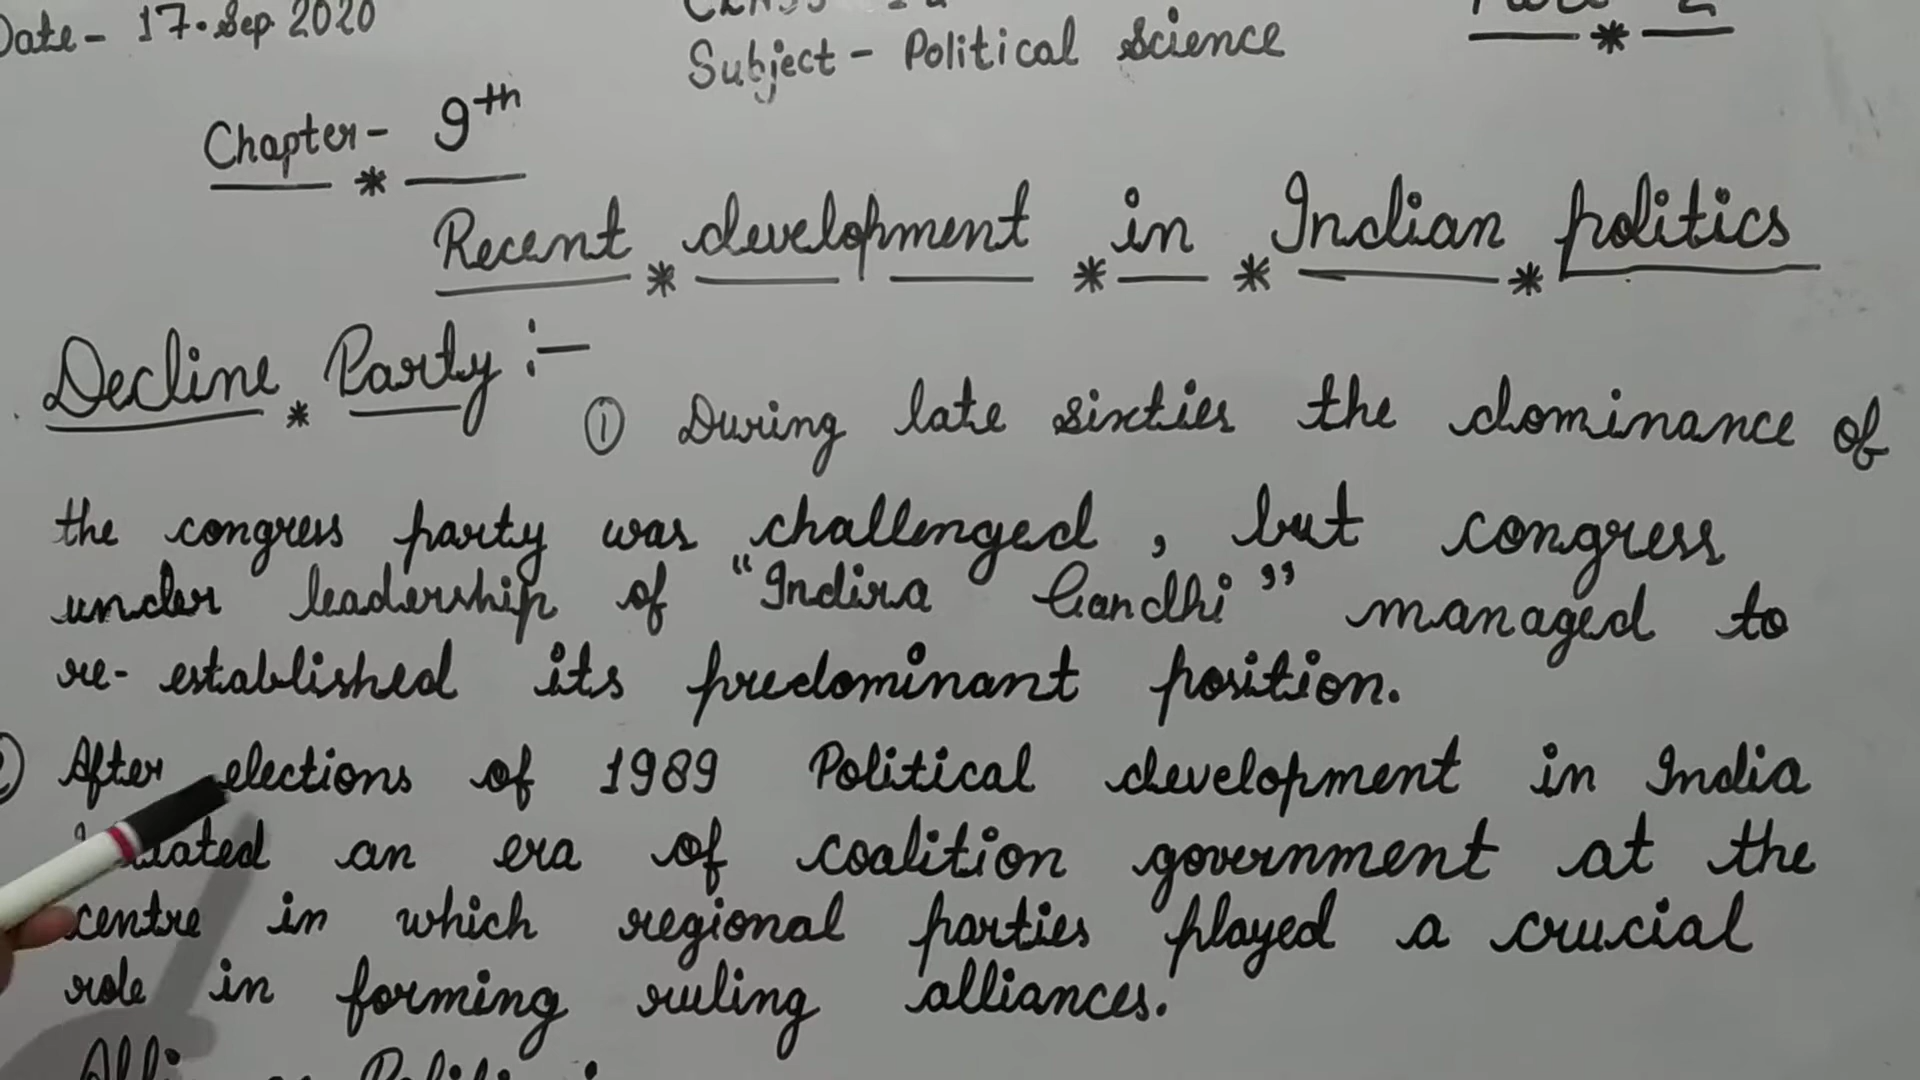 Date - 17. Sep. 2020
Subject - Political Science
Chapter - 9th
Recent development in Indian politics
Decline Party :-
① During late sixties the dominance of
the congress party was challenged, but congress
under leadership of "Indira Gandhi" managed to
re-established its predominant position.
After elections of 1989 Political development in India
an era of coalition government at the
centre in which regional parties played a crucial
role in forming ruling alliances.